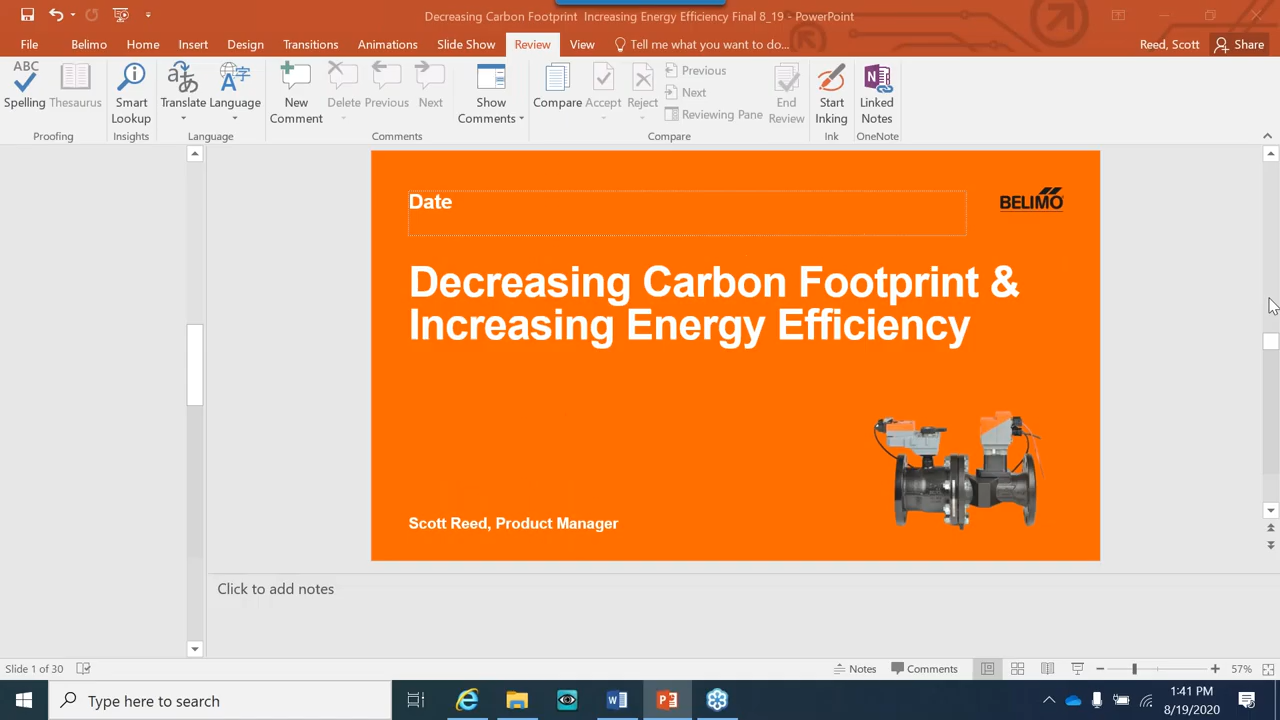 Decreasing Carbon Footprint  Increasing Energy Efficiency Final 8_19 - PowerPoint
File Belimo Home Insert Design Transitions Animations Slide Show Review View Tell me what you want to do... Reed, Scott Share
ABC
Spelling
Thesaurus
Proofing
Smart
Lookup
Insights
Translate
Language
Language
New
Comment
Delete
Previous
Next
Show
Comments
Comments
Compare
Accept
Reject
Previous
Next
Reviewing Pane
End
Review
Compare
Start
Inking
Ink
Linked
Notes
OneNote
Date
BELIMO
Decreasing Carbon Footprint &
Increasing Energy Efficiency
Scott Reed, Product Manager
Click to add notes
Slide 1 of 30 Notes Comments 57%
Type here to search
1:41 PM
8/19/2020